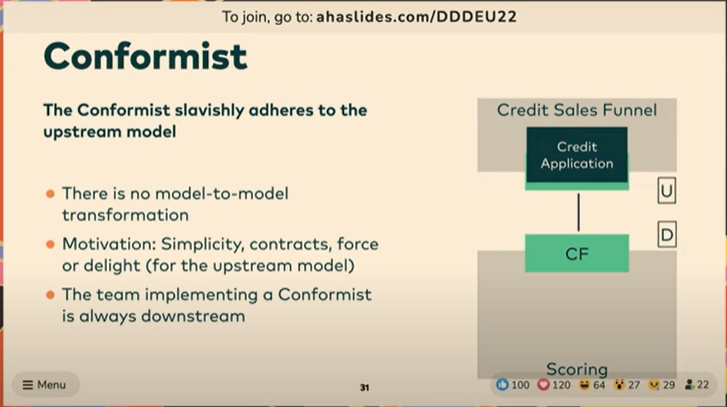 To join, go to: ahaslides.com/DDDEU22
Conformist
The Conformist slavishly adheres to the
upstream model
There is no model-to-model
transformation
Motivation: Simplicity, contracts, force
or delight (for the upstream model)
The team implementing a Conformist
is always downstream
Credit Sales Funnel
Credit
Application
U
D
CF
Scoring
Menu
31
100 120 64 27 29 22